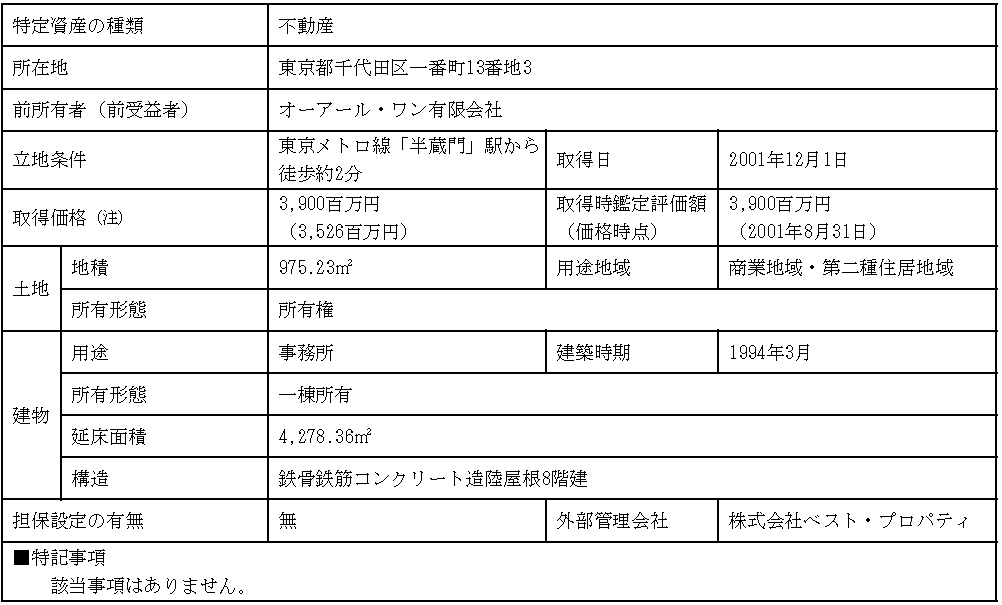 特定資産の種類 不動産
所在地 東京都千代田区一番町13番地3
前所有者（前受益者） オーアール・ワン有限会社
立地条件 東京メトロ線「半蔵門」駅から
徒歩約2分 取得日 2001年12月1日
取得価格（注） 3,900百万円
（3,526百万円） 取得時鑑定評価額
（価格時点） 3,900百万円
（2001年8月31日）
土地 地積 975.23㎡ 用途地域 商業地域・第二種住居地域
所有形態 所有権
建物 用途 事務所 建築時期 1994年3月
所有形態 一棟所有
延床面積 4,278.36㎡
構造 鉄骨鉄筋コンクリート造陸屋根8階建
担保設定の有無 無 外部管理会社 株式会社ベスト・プロパティ
■特記事項
該当事項はありません。